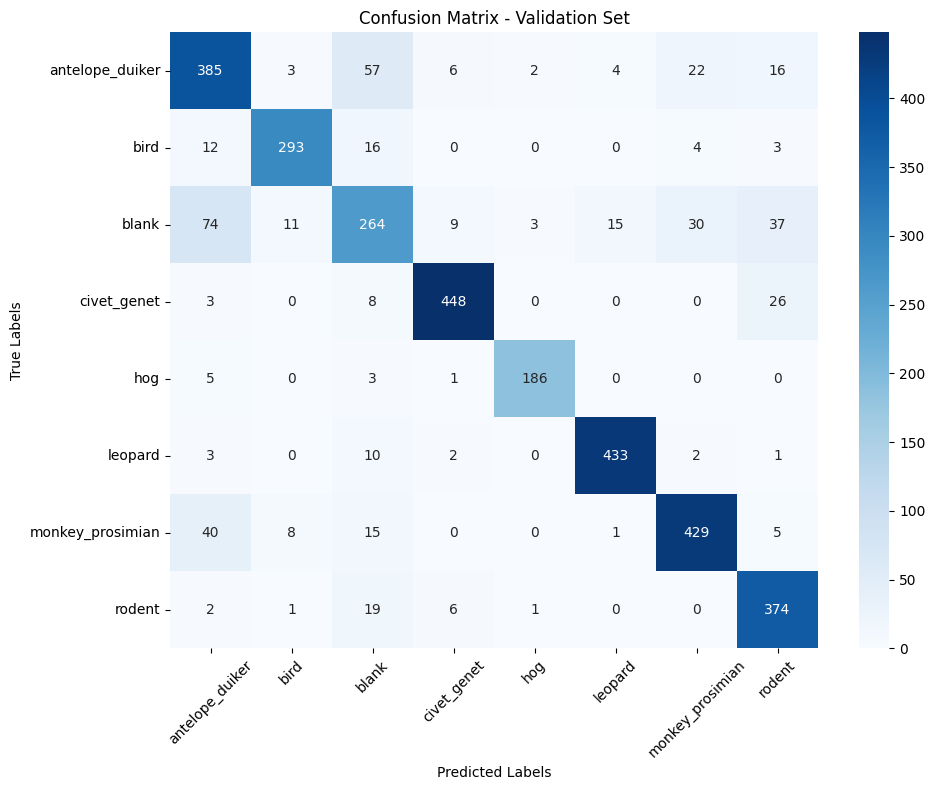 Confusion Matrix - Validation Set
True Labels
antelope_duiker 385 3 57 6 2 4 22 16
bird 12 293 16 0 0 0 4 3
blank 74 11 264 9 3 15 30 37
civet_genet 3 0 8 448 0 0 0 26
hog 5 0 3 1 186 0 0 0
leopard 3 0 10 2 0 433 2 1
monkey_prosimian 40 8 15 0 0 1 429 5
rodent 2 1 19 6 1 0 0 374
antelope_duiker bird blank civet_genet hog leopard monkey_prosimian rodent
Predicted Labels
400
350
300
250
200
150
100
50
0